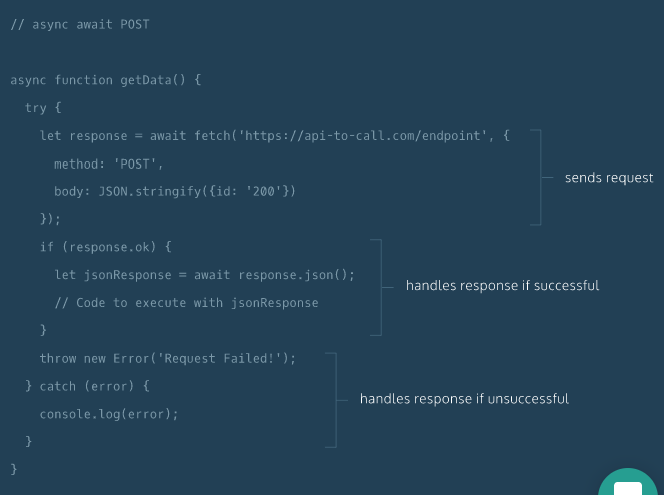 // async await POST
async function getData() {
try {
let response = await fetch('https://api-to-call.com/endpoint', {
method: 'POST',
body: JSON.stringify({id: '200'})
});
sends request
if (response.ok) {
let jsonResponse = await response.json();
// Code to execute with jsonResponse
}
handles response if successful
throw new Error('Request Failed!');
} catch (error) {
console.log(error);
}
handles response if unsuccessful
}